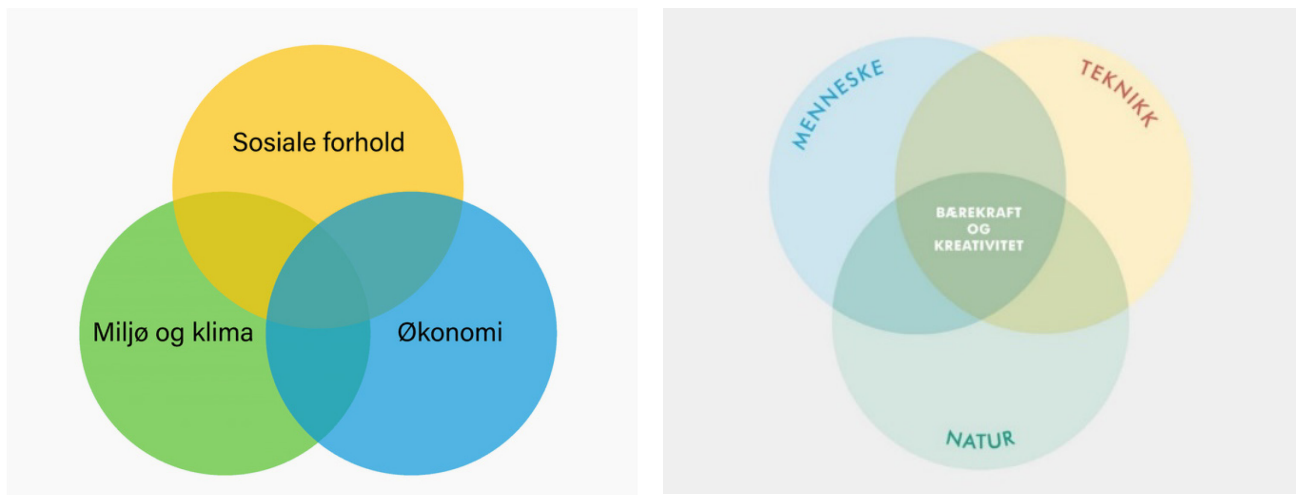 Sosiale forhold
Miljø og klima
Økonomi
MENNESKE
TEKNIKK
BÆREKRAFT
OG
KREATIVITET
NATUR